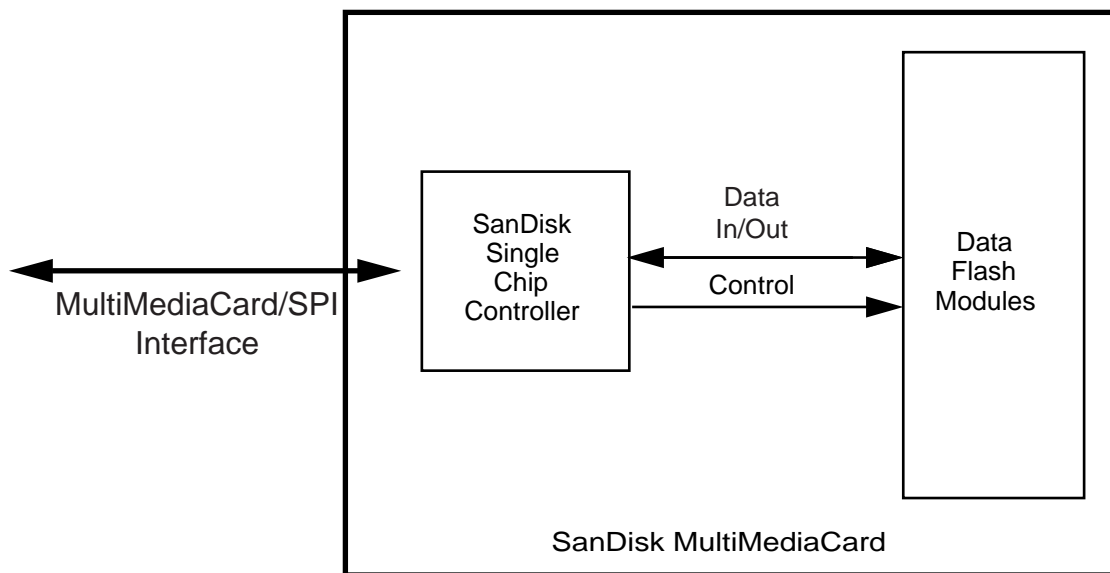 MultiMediaCard/SPI
Interface
SanDisk
Single
Chip
Controller
Data
In/Out
Control
Data
Flash
Modules
SanDisk MultiMediaCard